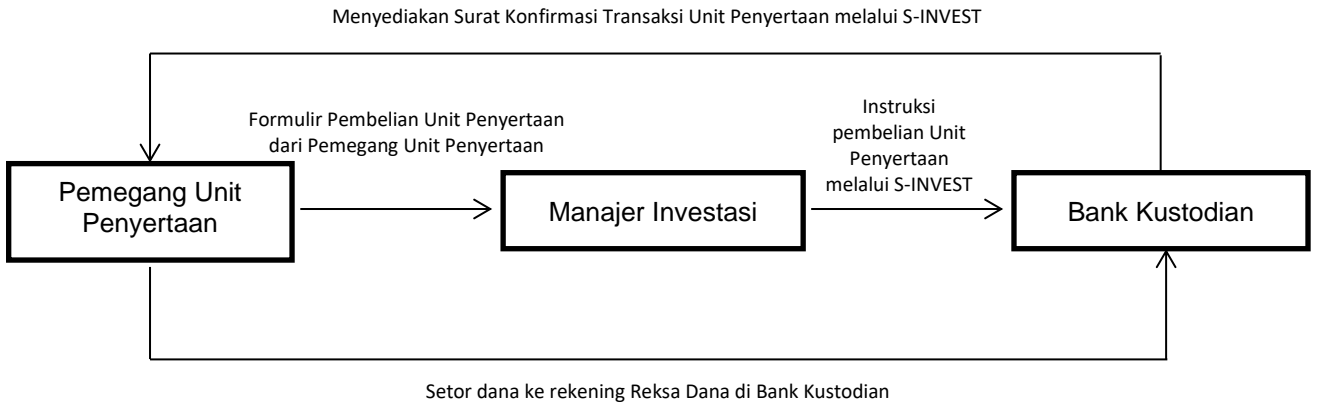 Menyediakan Surat Konfirmasi Transaksi Unit Penyertaan melalui S-INVEST
Formulir Pembelian Unit Penyertaan
dari Pemegang Unit Penyertaan
Instruksi
pembelian Unit
Penyertaan
melalui S-INVEST
Pemegang Unit
Penyertaan
Manajer Investasi
Bank Kustodian
Setor dana ke rekening Reksa Dana di Bank Kustodian